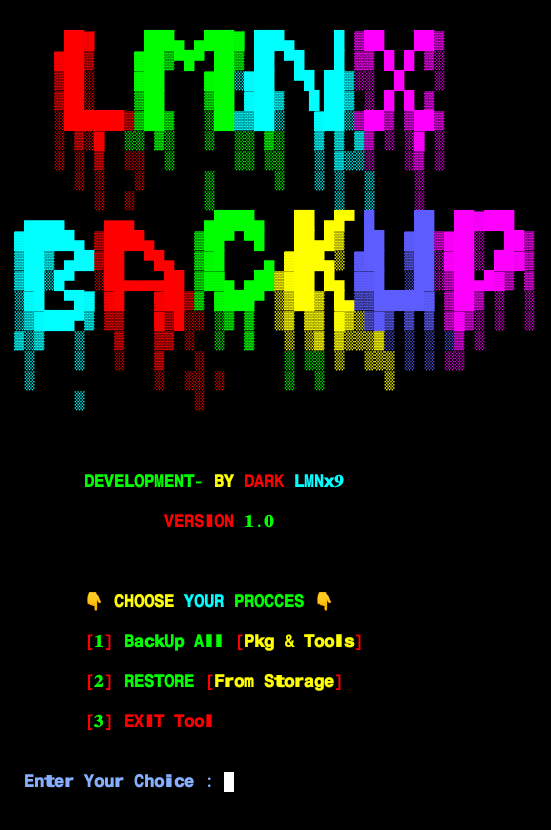 LMNX
BACKUP
DEVELOPMENT- BY DARK LMNx9
VERSION 1.0
👇 CHOOSE YOUR PROCCES 👇
[1] BackUp All [Pkg & Tools]
[2] RESTORE [From Storage]
[3] EXIT Tool
Enter Your Choice :